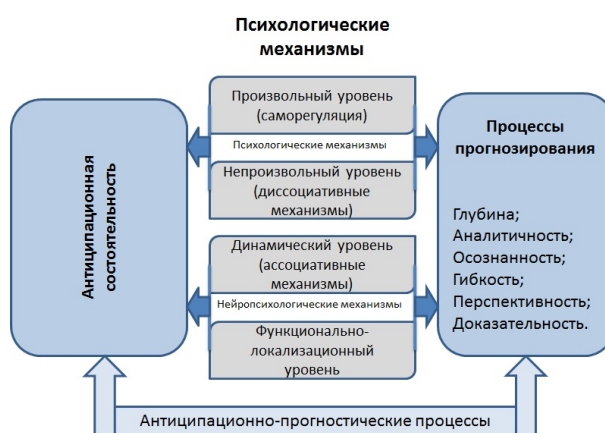 Психологические
механизмы
Антиципационная
состоятельность
Произвольный уровень
(саморегуляция)
Психологические механизмы
Непроизвольный уровень
(диссоциативные
механизмы)
Динамический уровень
(ассоциативные
механизмы)
Нейропсихологические механизмы
Функционально-
локализационный
уровень
Процессы
прогнозирования
Глубина;
Аналитичность;
Осознанность;
Гибкость;
Перспективность;
Доказательность.
Антиципационно-прогностические процессы